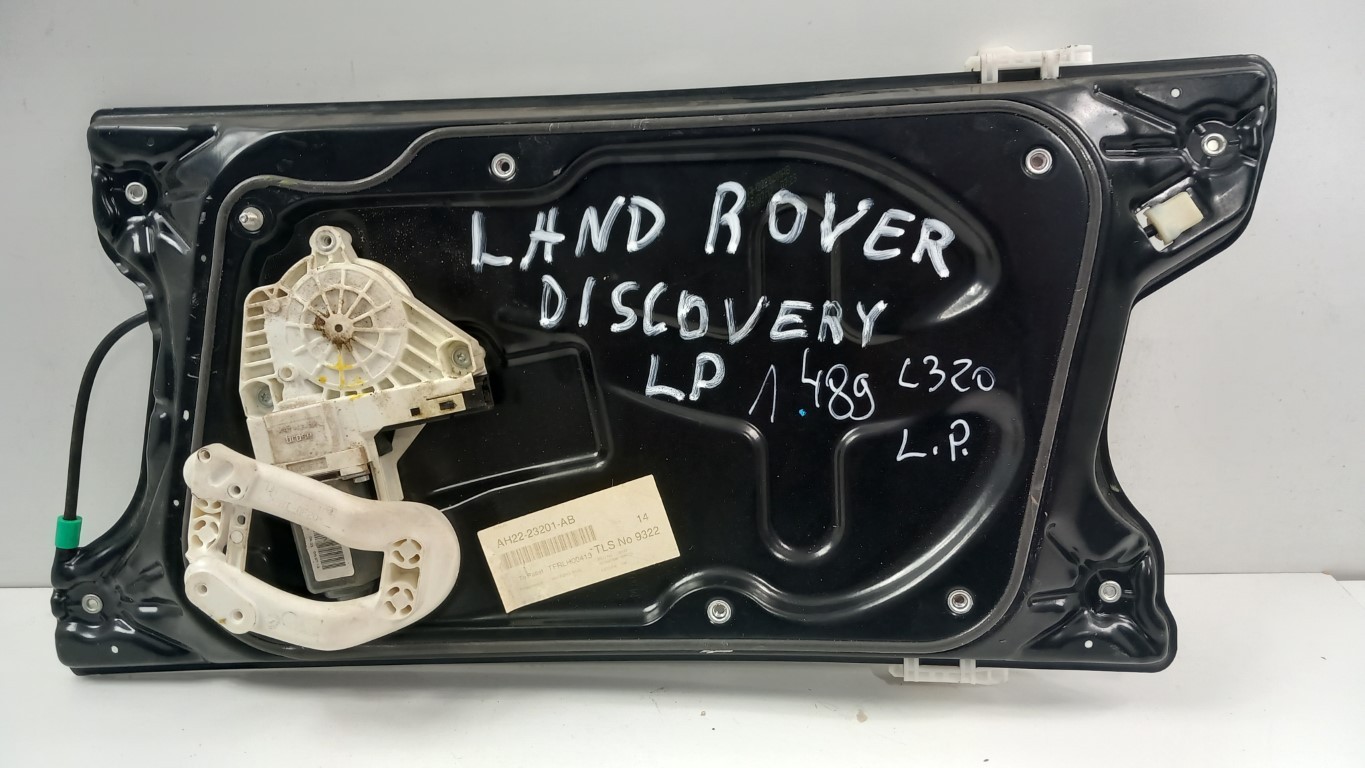 LAND ROVER
DISCOVERY
LP 1.489 L320
L.P.
AH22-23201-AB 14
TLS No 9322